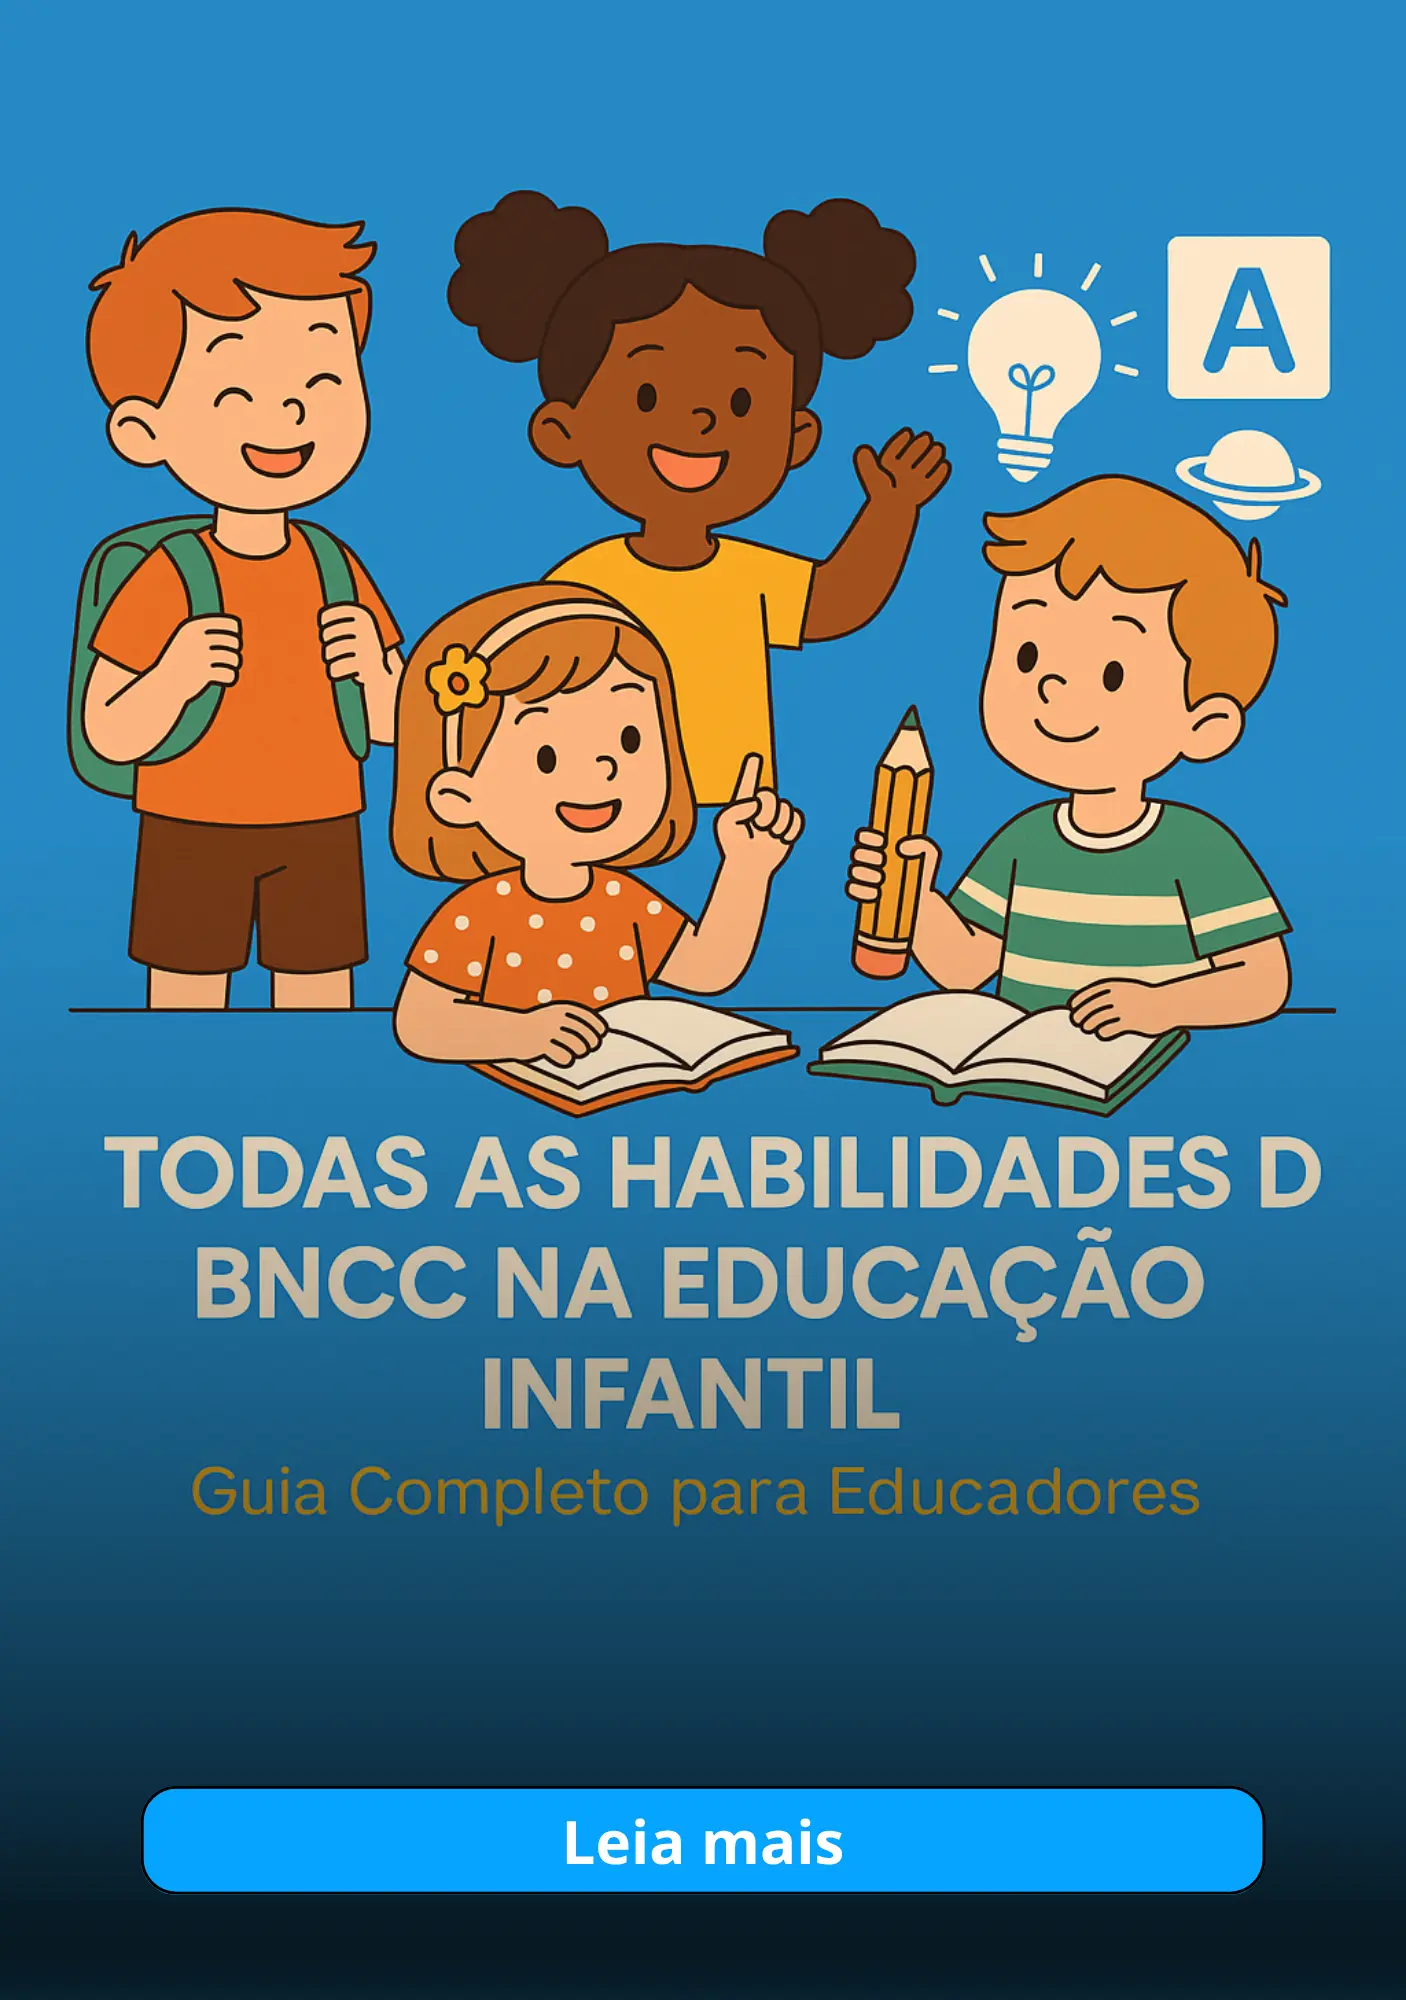 A
TODAS AS HABILIDADES D
BNCC NA EDUCAÇÃO
INFANTIL
Guia Completo para Educadores
Leia mais